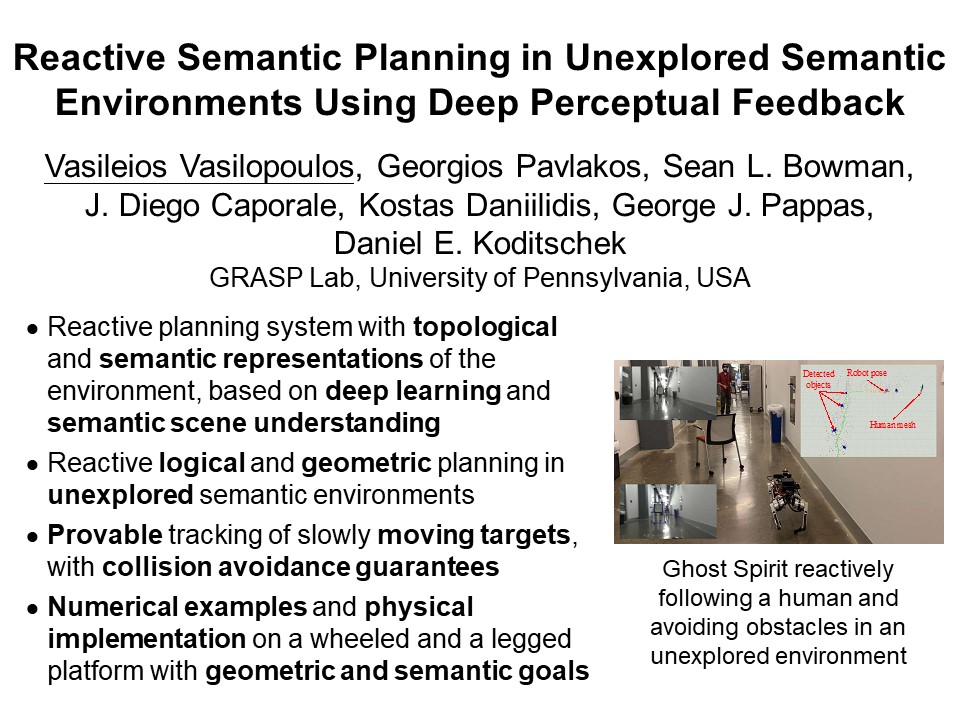 Reactive Semantic Planning in Unexplored Semantic
Environments Using Deep Perceptual Feedback
Vasileios Vasilopoulos, Georgios Pavlakos, Sean L. Bowman,
J. Diego Caporale, Kostas Daniilidis, George J. Pappas,
Daniel E. Koditschek
GRASP Lab, University of Pennsylvania, USA
• Reactive planning system with topological
and semantic representations of the
environment, based on deep learning and
semantic scene understanding
• Reactive logical and geometric planning in
unexplored semantic environments
• Provable tracking of slowly moving targets,
with collision avoidance guarantees
• Numerical examples and physical
implementation on a wheeled and a legged
platform with geometric and semantic goals
Detected
objects
Robot pose
Human mesh
Ghost Spirit reactively
following a human and
avoiding obstacles in an
unexplored environment